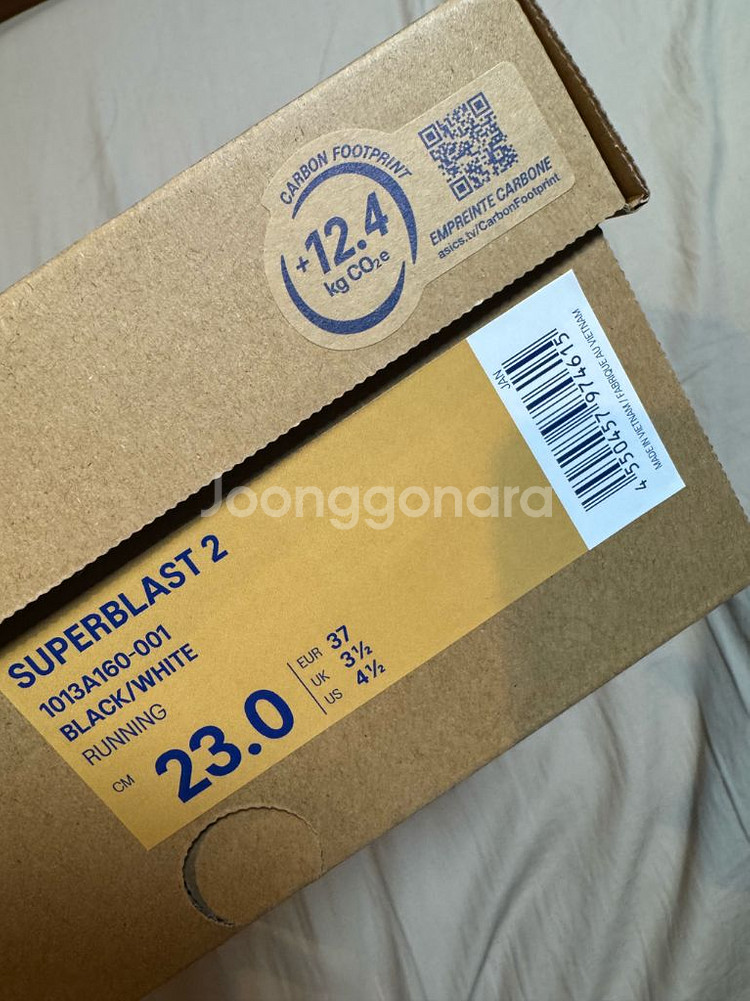 CARBON FOOTPRINT
+12.4
kg CO₂e
EMPREINTE CARBONE
asics.tv/CarbonFootprint
JAN
4550457974615
MADE IN VIETNAM / FABRIQUE AU VIETNAM
Joonggonara
SUPERBLAST 2
1013A160-001
BLACK/WHITE
RUNNING
CM 23.0
EUR 37
UK 3½
US 4½